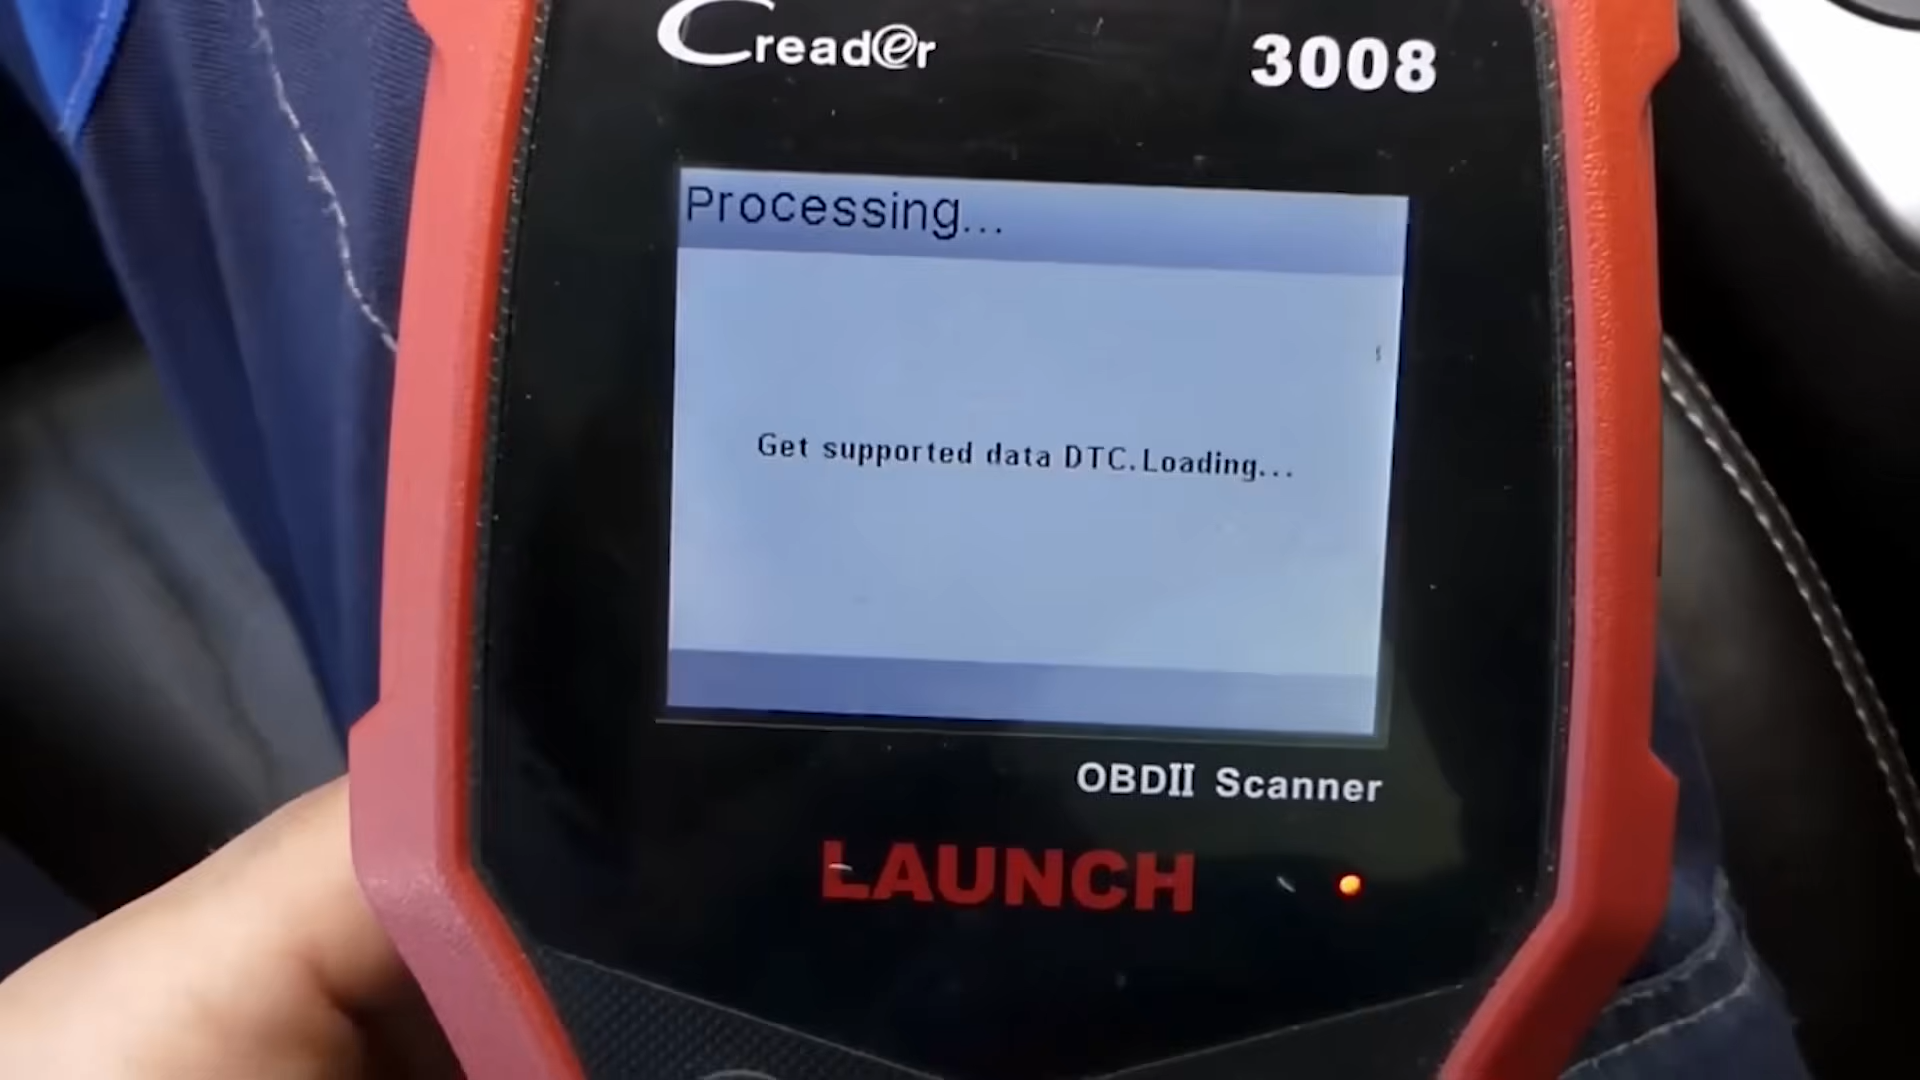 Creader 3008
Processing...
Get supported data DTC.Loading...
OBDII Scanner
LAUNCH